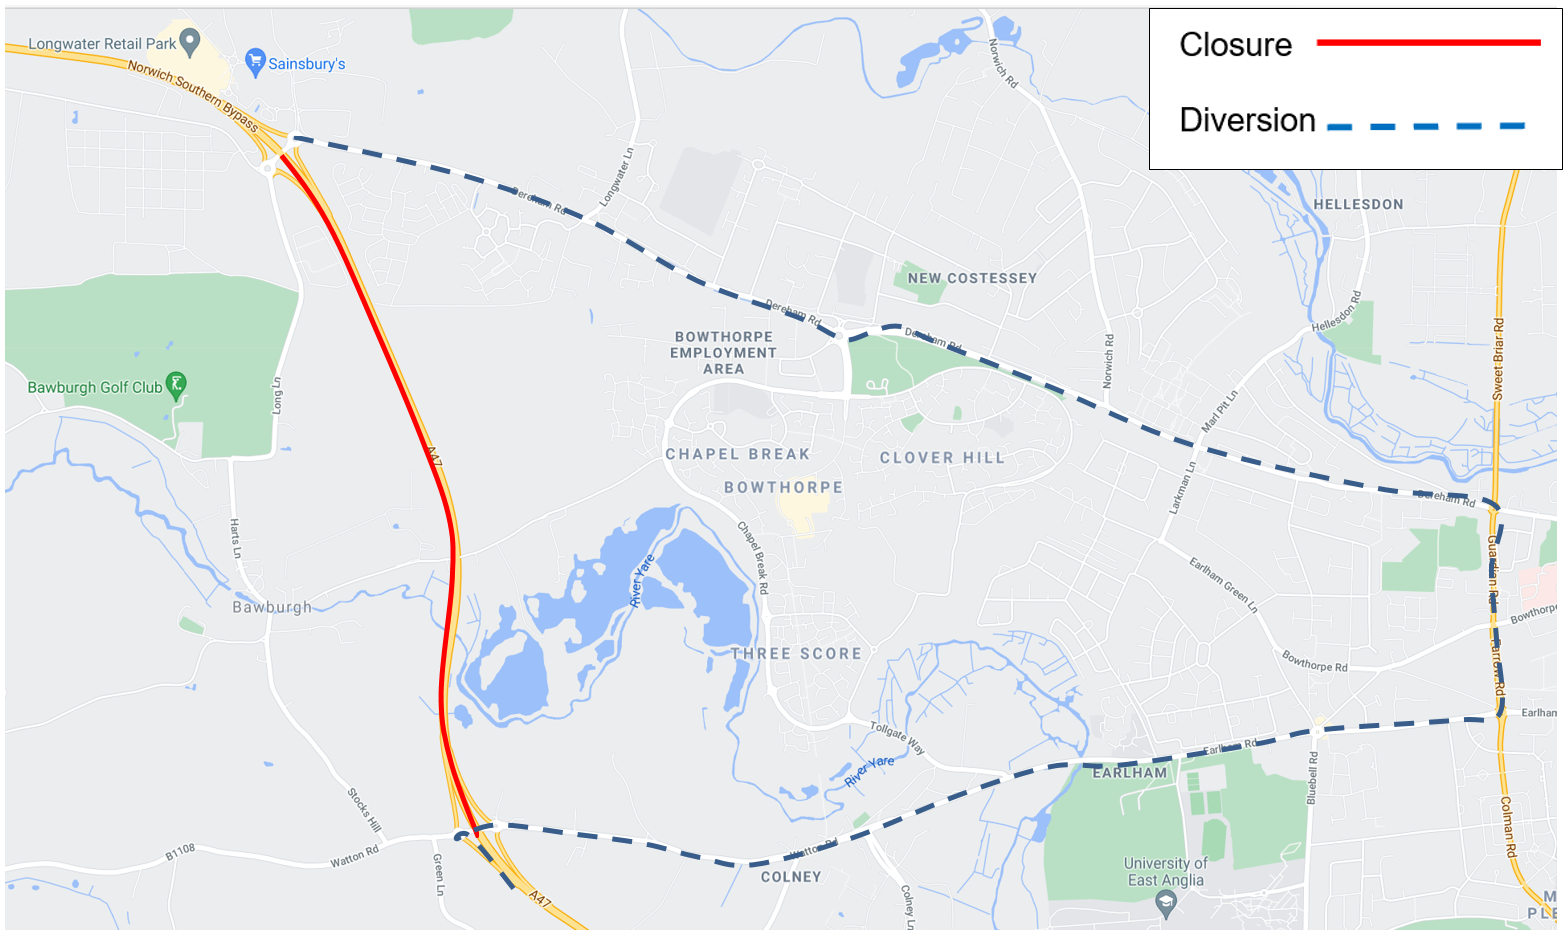 Closure
Diversion
Longwater Retail Park
Sainsbury's
Norwich Southern Bypass
Norwich Rd
Longwater Ln
Dereham Rd
HELLESDON
NEW COSTESSEY
Hellesdon Rd
Sweet Briar Rd
Dereham Rd
Dereham Rd
BOWTHORPE
EMPLOYMENT
AREA
Norwich Rd
Bawburgh Golf Club
Long Ln
Marl Pit Ln
A47
CHAPEL BREAK
CLOVER HILL
BOWTHORPE
Larkman Ln
Dereham Rd
Harts Ln
Chapel Break Rd
Guardian Rd
River Yare
Earlham Green Ln
Bawburgh
Bowthorpe
THREE SCORE
Bowthorpe Rd
Farrow Rd
Earlham
Tollgate Way
Earlham Rd
River Yare
EARLHAM
Bluebell Rd
Stocks Hill
Colman Rd
B1108
Watton Rd
Watton Rd
Green Ln
COLNEY
University of
East Anglia
A47
Colney Ln
M
PLE